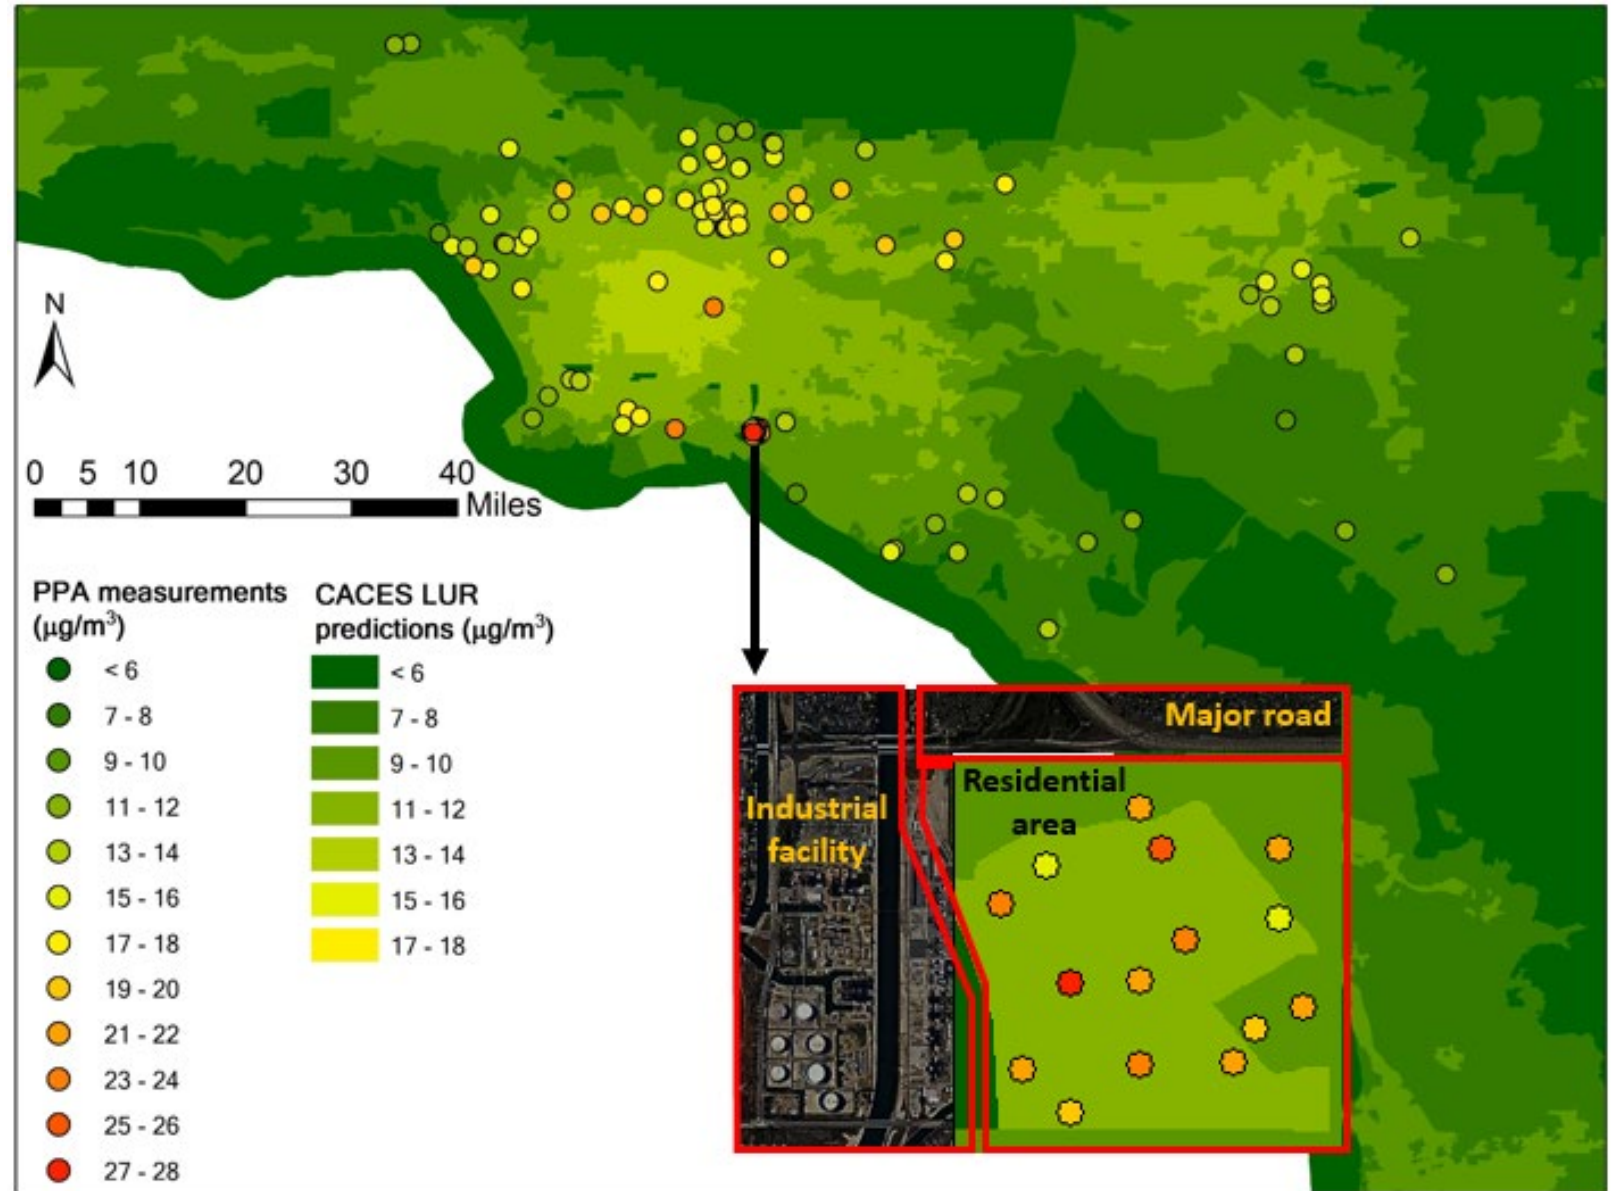 N
0 5 10 20 30 40
Miles
PPA measurements
(μg/m³)
< 6
7 - 8
9 - 10
11 - 12
13 - 14
15 - 16
17 - 18
19 - 20
21 - 22
23 - 24
25 - 26
27 - 28
CACES LUR
predictions (μg/m³)
< 6
7 - 8
9 - 10
11 - 12
13 - 14
15 - 16
17 - 18
Major road
Industrial
facility
Residential
area